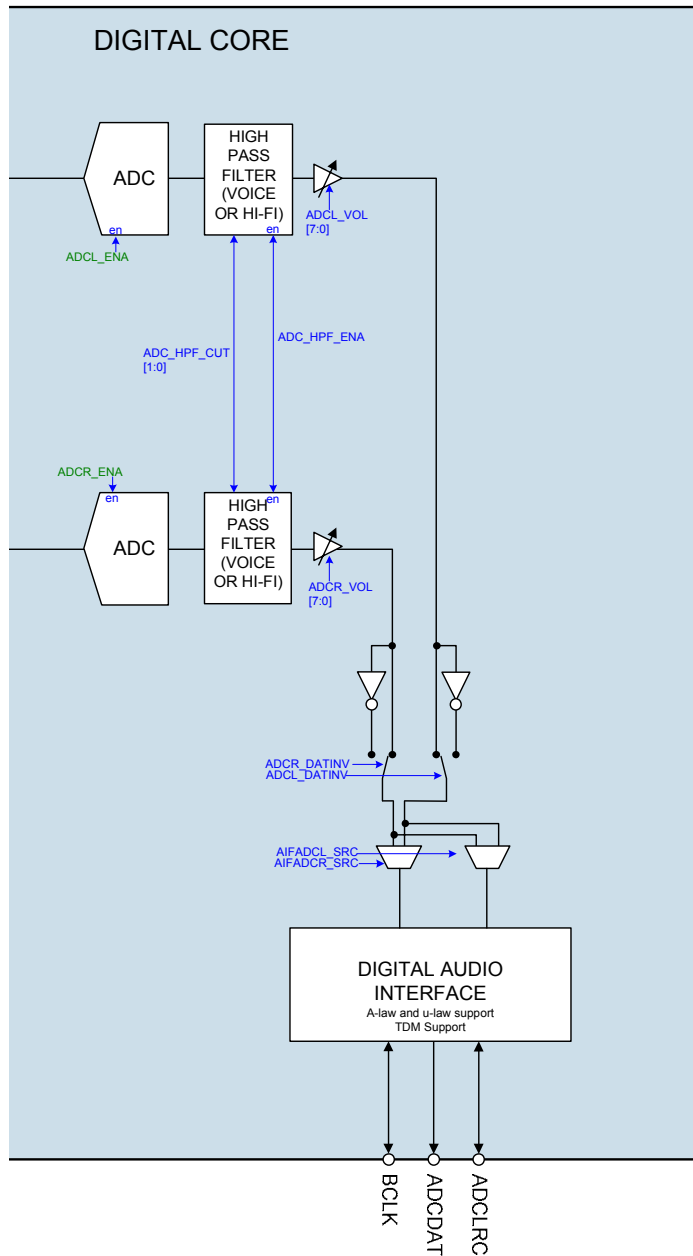 DIGITAL CORE
ADC
en
ADCL_ENA
HIGH
PASS
FILTER
(VOICE
OR HI-FI)
en
ADCL_VOL
[7:0]
ADC_HPF_CUT
[1:0]
ADC_HPF_ENA
ADCR_ENA
en
ADC
en
HIGH
PASS
FILTER
(VOICE
OR HI-FI)
ADCR_VOL
[7:0]
ADCR_DATINV
ADCL_DATINV
AIFADCL_SRC
AIFADCR_SRC
DIGITAL AUDIO
INTERFACE
A-law and u-law support
TDM Support
BCLK
ADCDAT
ADCLRC